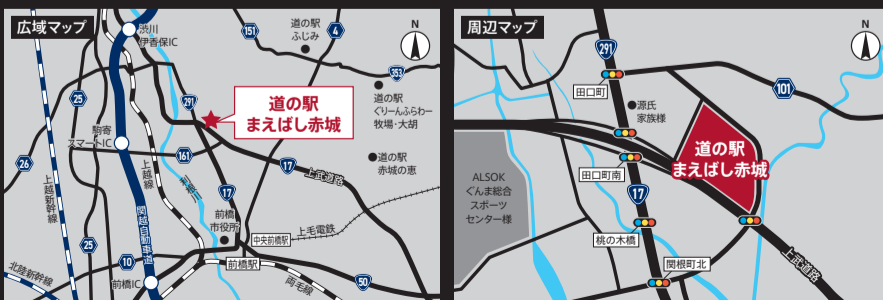 広域マップ
渋川
伊香保IC
151
道の駅
ふじみ
4
N
353
25
291
道の駅
まえばし赤城
道の駅
ぐりーんふらわー
牧場・大胡
駒寄
スマートIC
161
26
上越新幹線
上越線
利根川
17
17
上武道路
道の駅
赤城の恵
関越自動車道
前橋
市役所
中央前橋駅
上毛電鉄
25
10
前橋駅
北陸新幹線
前橋IC
両毛線
50
周辺マップ
291
N
田口町
101
源氏
家族様
道の駅
まえばし赤城
田口町南
ALSOK
ぐんま総合
スポーツ
センター様
17
桃の木橋
関根町北
上武道路